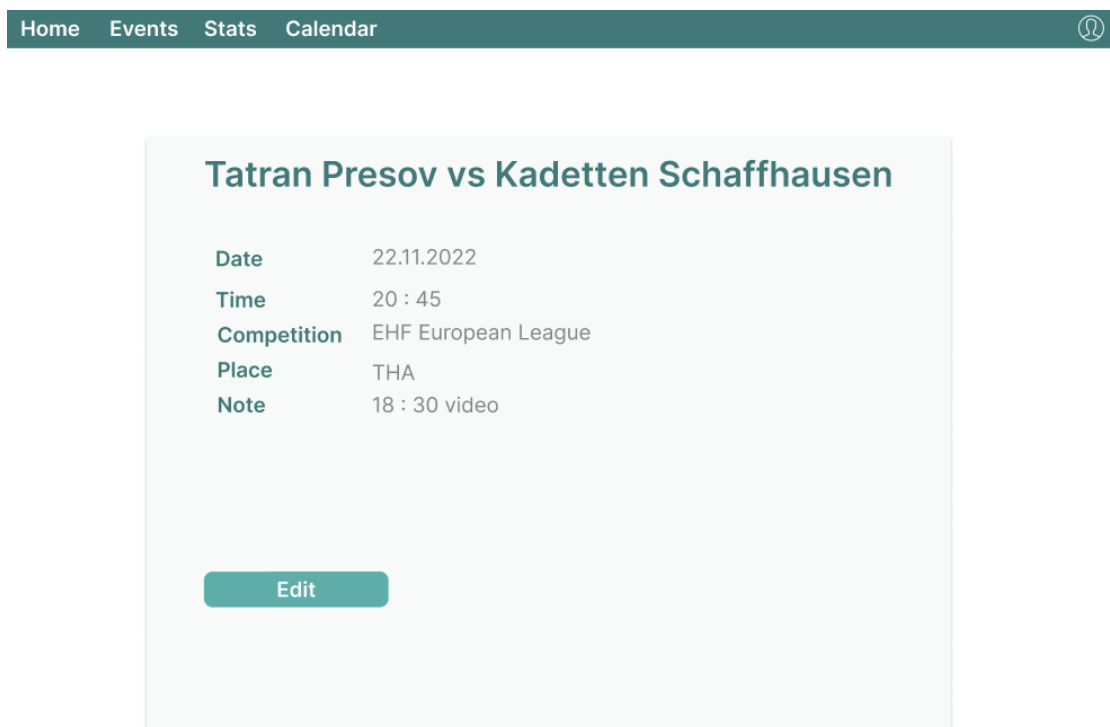 Home Events Stats Calendar
Tatran Presov vs Kadetten Schaffhausen
Date 22.11.2022
Time 20 : 45
Competition EHF European League
Place THA
Note 18 : 30 video
Edit